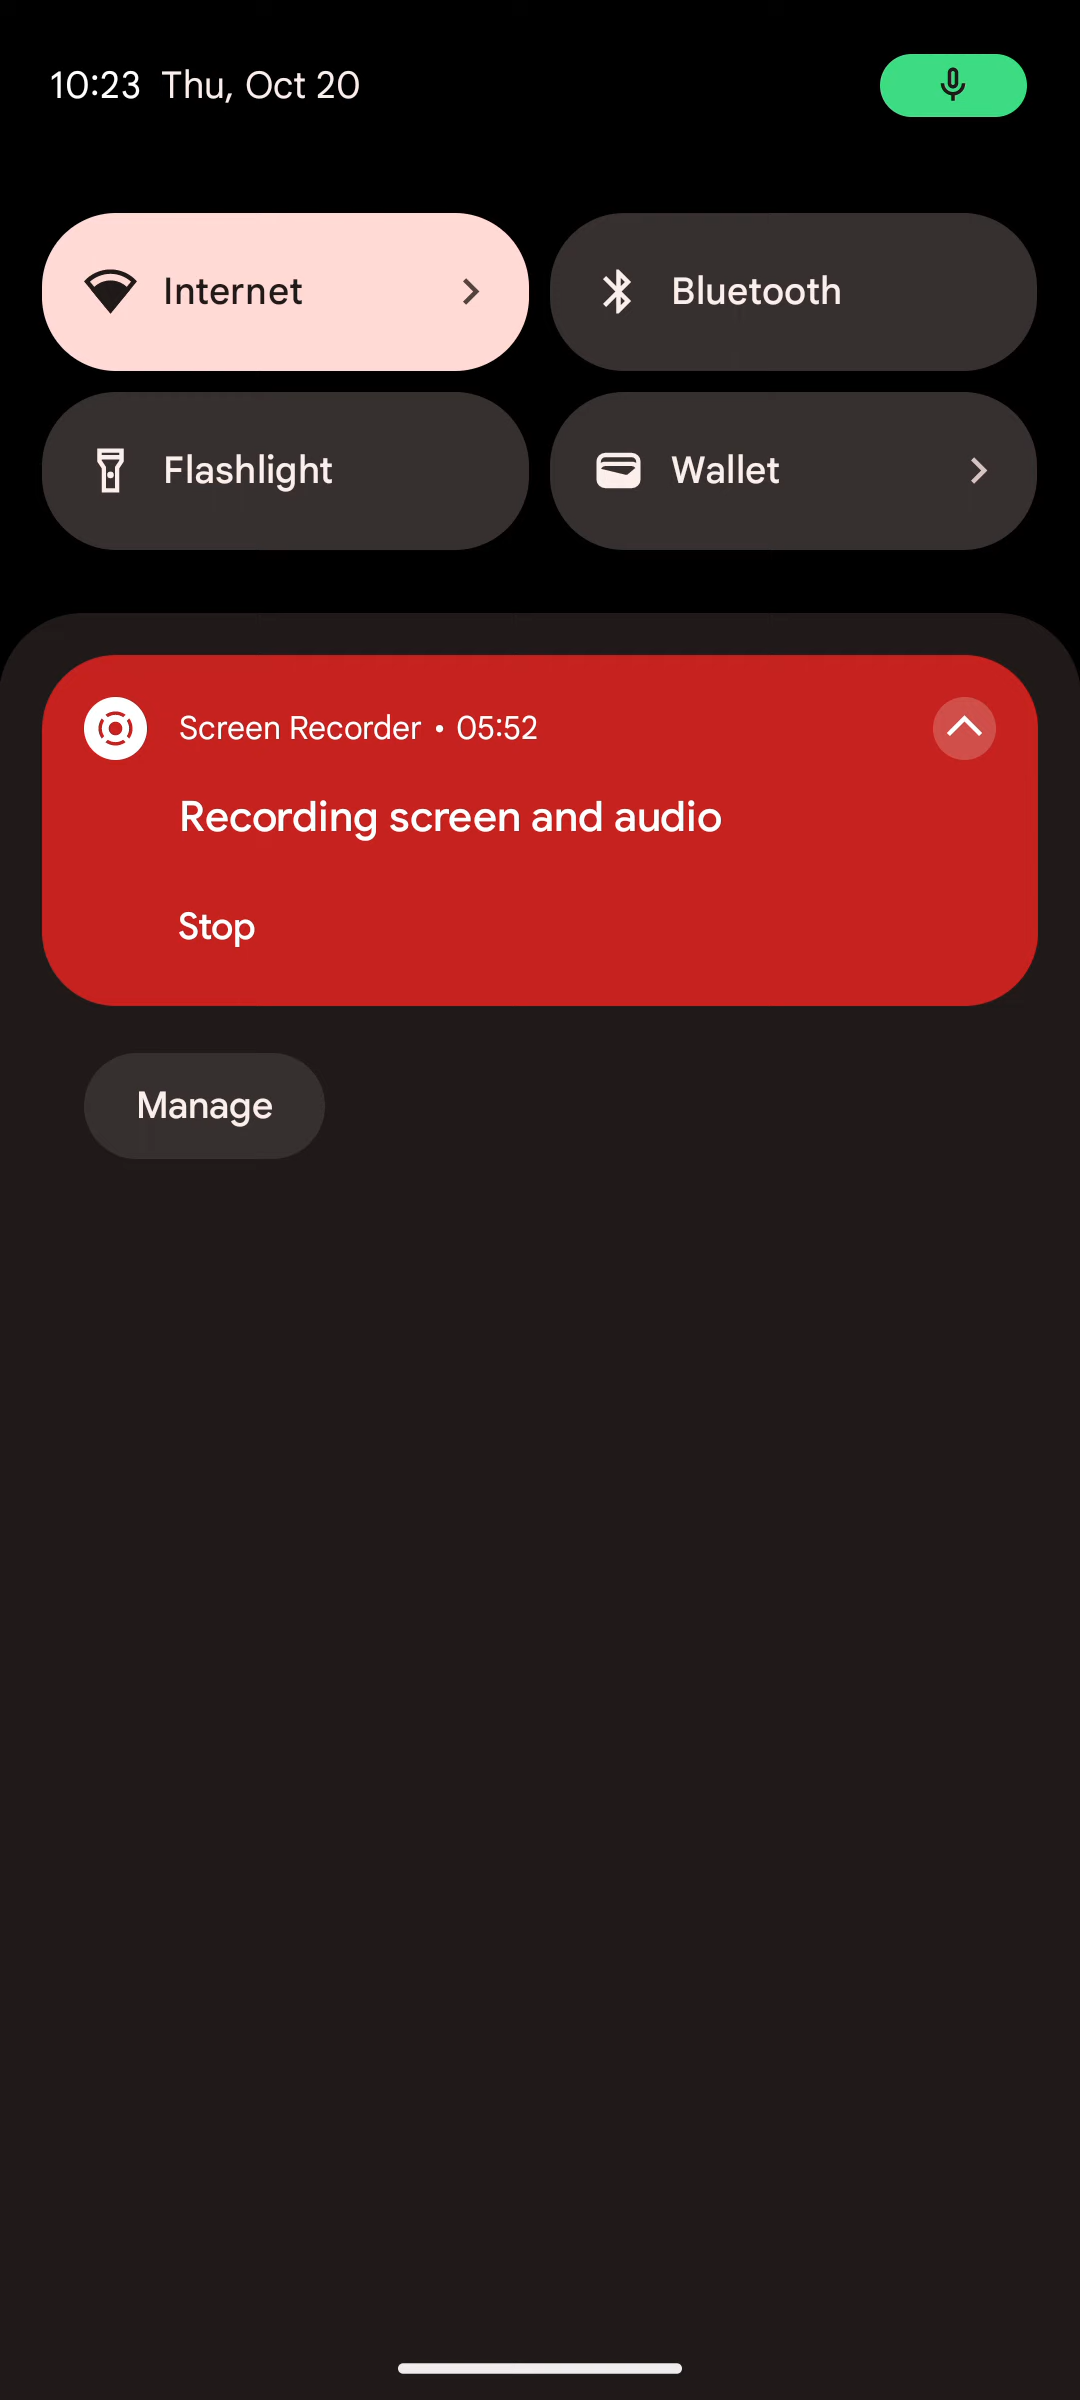 10:23 Thu, Oct 20
Internet
Bluetooth
Flashlight
Wallet
Screen Recorder • 05:52
Recording screen and audio
Stop
Manage